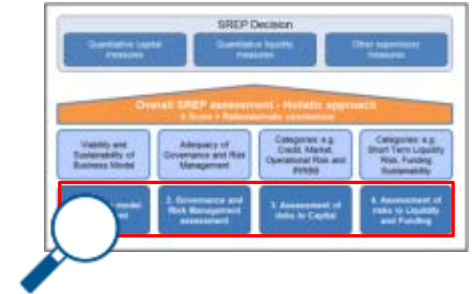 SREP Decision
Quantitative capital
measures
Quantitative liquidity
measures
Other supervisory
measures
Overall SREP assessment - Holistic approach
Viability and
Sustainability of
Business Model
Adequacy of
Governance and Risk
Management
Categories: e.g.
Credit, Market,
Operational Risk and
IRRBB
Categories: e.g.
Short Term Liquidity
Risk, Funding
Sustainability
model
2. Governance and
Risk Management
assessment
3. Assessment of
risks to Capital
4. Assessment of
risks to Liquidity
and Funding